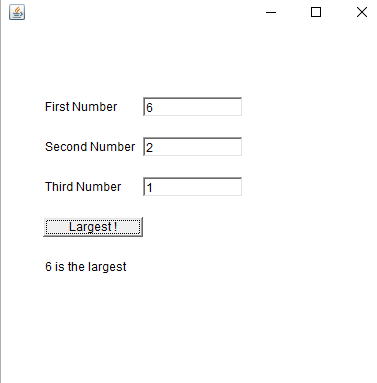 First Number 6
Second Number 2
Third Number 1
Largest !
6 is the largest